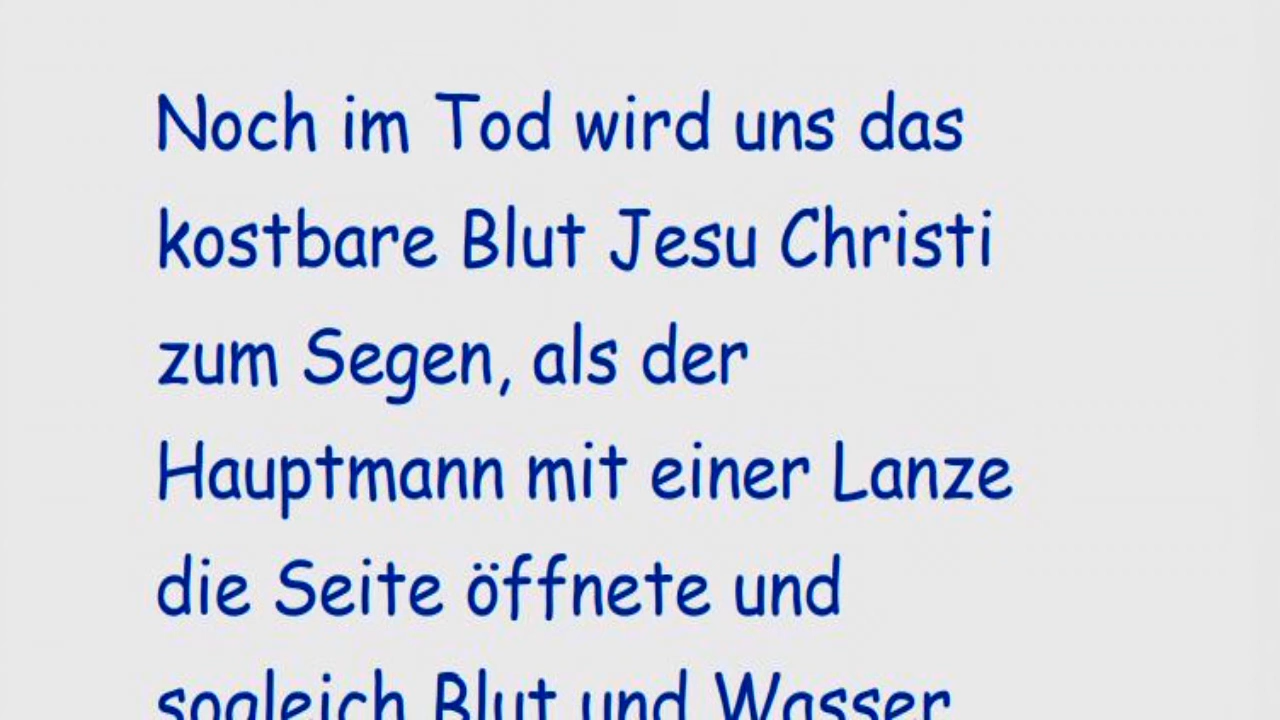 Noch im Tod wird uns das
kostbare Blut Jesu Christi
zum Segen, als der
Hauptmann mit einer Lanze
die Seite öffnete und
sogleich Blut und Wasser